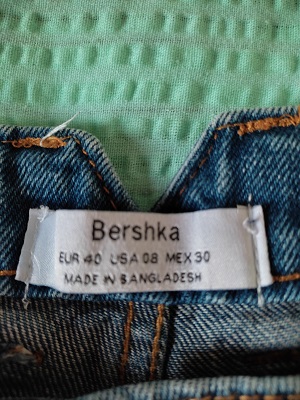 Bershka
EUR 40 USA 08 MEX 30
MADE IN BANGLADESH